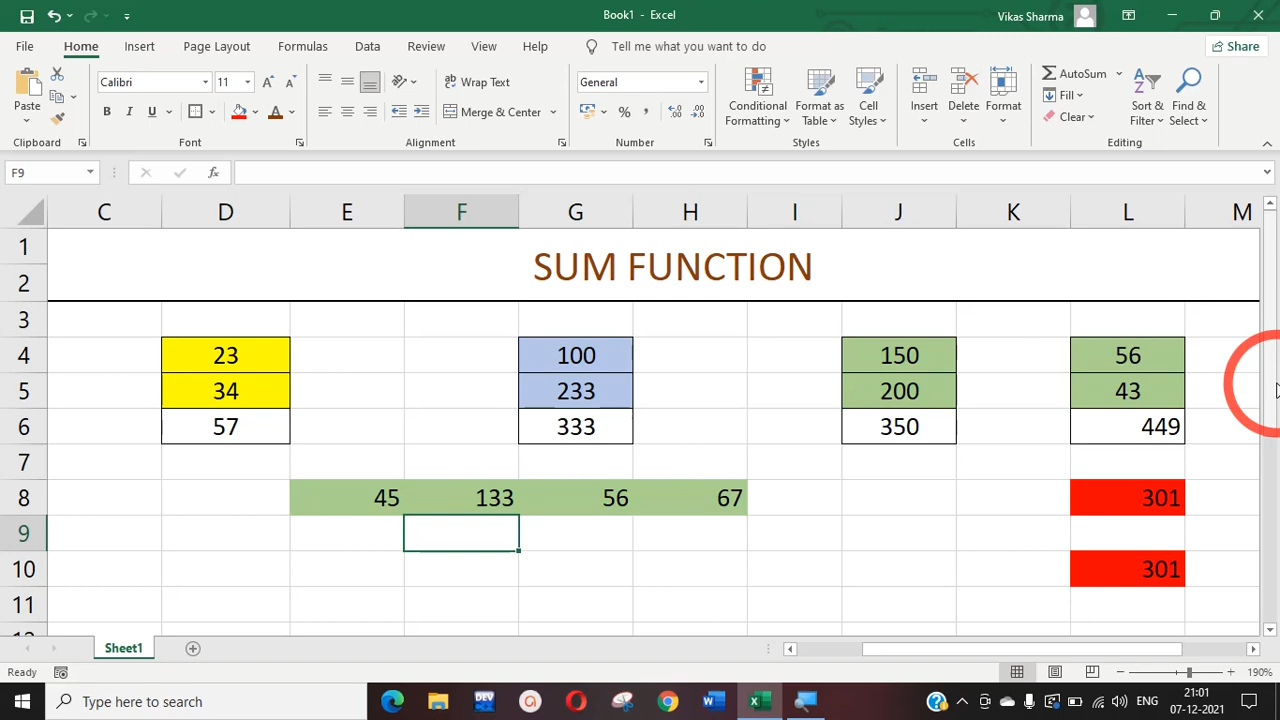 Book1 - Excel
Vikas Sharma
File Home Insert Page Layout Formulas Data Review View Help Tell me what you want to do Share
Paste
Clipboard
Calibri 11
B I U A
Font
Wrap Text
Merge & Center
Alignment
General
%
Number
Conditional Formatting
Format as Table
Cell Styles
Styles
Insert Delete Format
Cells
AutoSum
Fill
Clear
Sort & Filter
Find & Select
Editing
F9 fx
C D E F G H I J K L M
1
2 SUM FUNCTION
3
4 23 100 150 56
5 34 233 200 43
6 57 333 350 449
7
8 45 133 56 67 301
9
10 301
11
Sheet1
Ready 190%
Type here to search
DEV
ENG
21:01
07-12-2021